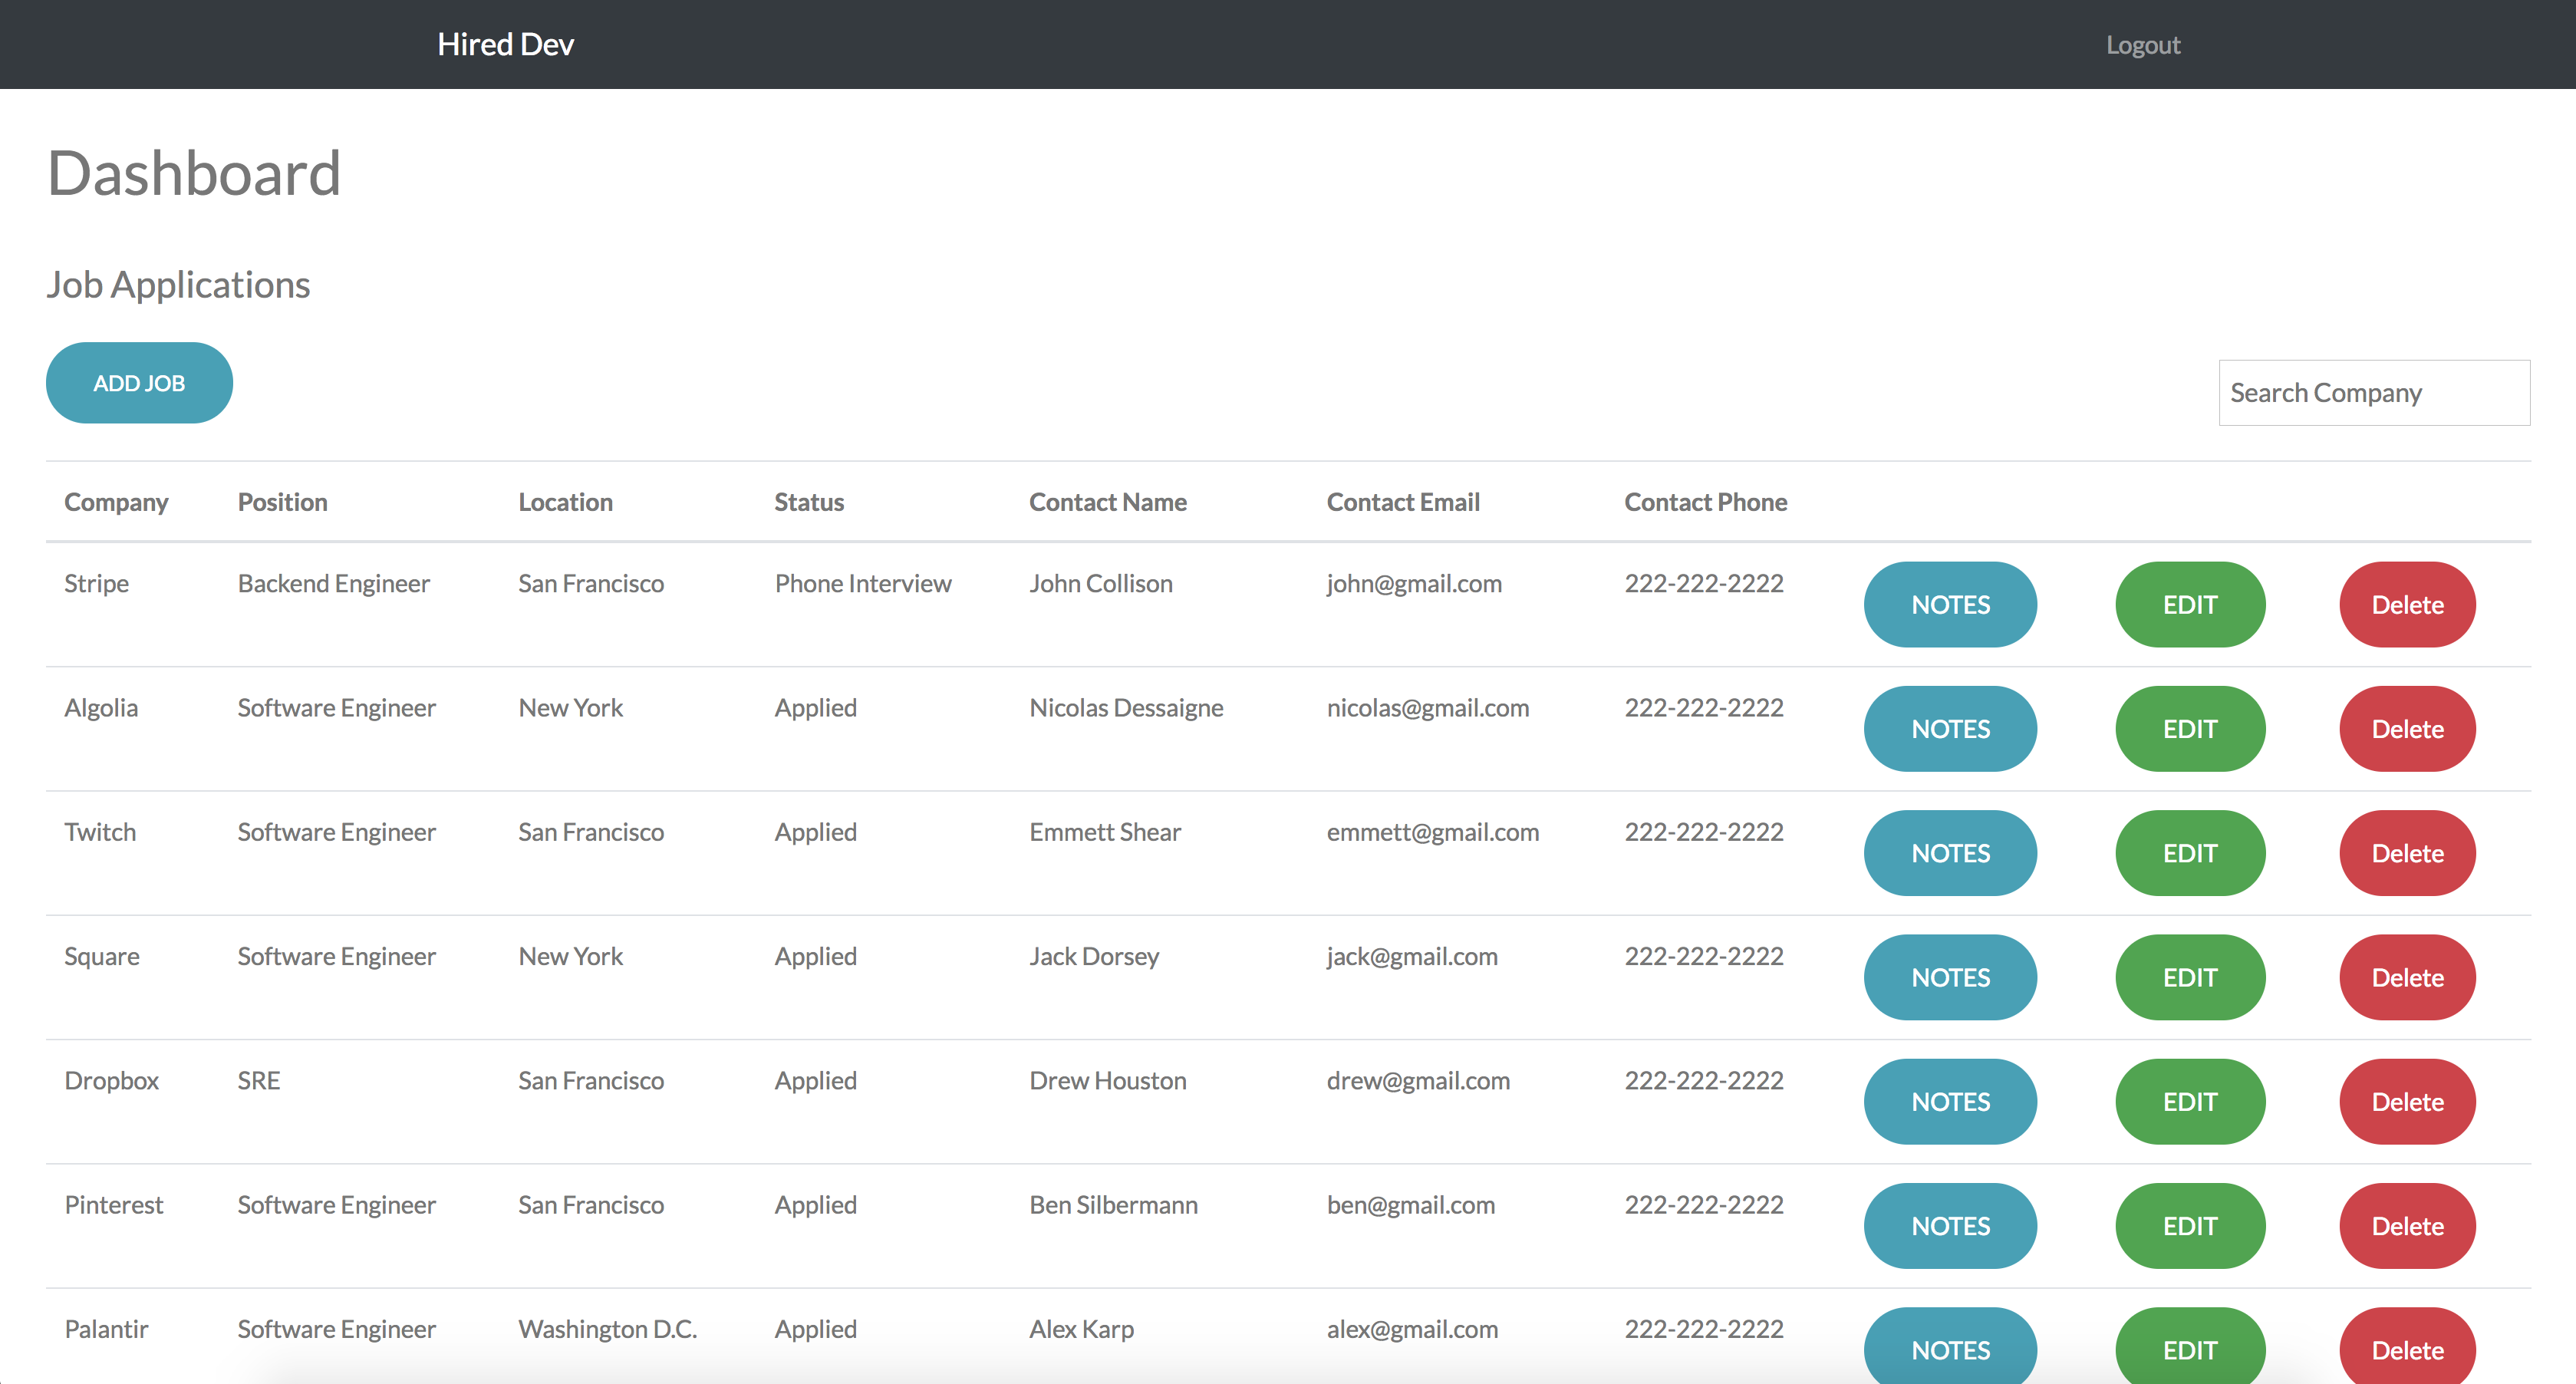 Hired Dev Logout
Dashboard
Job Applications
ADD JOB
Search Company
Company Position Location Status Contact Name Contact Email Contact Phone
Stripe Backend Engineer San Francisco Phone Interview John Collison john@gmail.com 222-222-2222 NOTES EDIT Delete
Algolia Software Engineer New York Applied Nicolas Dessaigne nicolas@gmail.com 222-222-2222 NOTES EDIT Delete
Twitch Software Engineer San Francisco Applied Emmett Shear emmett@gmail.com 222-222-2222 NOTES EDIT Delete
Square Software Engineer New York Applied Jack Dorsey jack@gmail.com 222-222-2222 NOTES EDIT Delete
Dropbox SRE San Francisco Applied Drew Houston drew@gmail.com 222-222-2222 NOTES EDIT Delete
Pinterest Software Engineer San Francisco Applied Ben Silbermann ben@gmail.com 222-222-2222 NOTES EDIT Delete
Palantir Software Engineer Washington D.C. Applied Alex Karp alex@gmail.com 222-222-2222 NOTES EDIT Delete